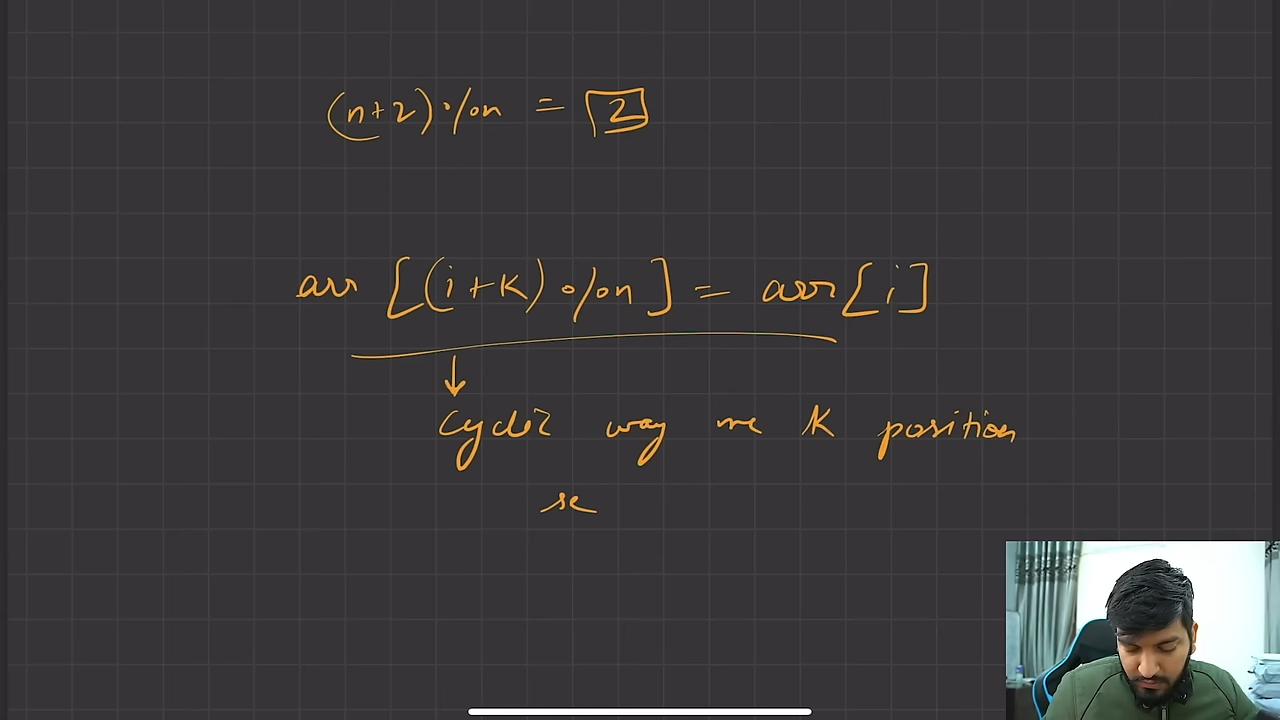 (n+2)%n = 2
arr [(i+k)%n] = arr[i]
cyclic way me K position
se